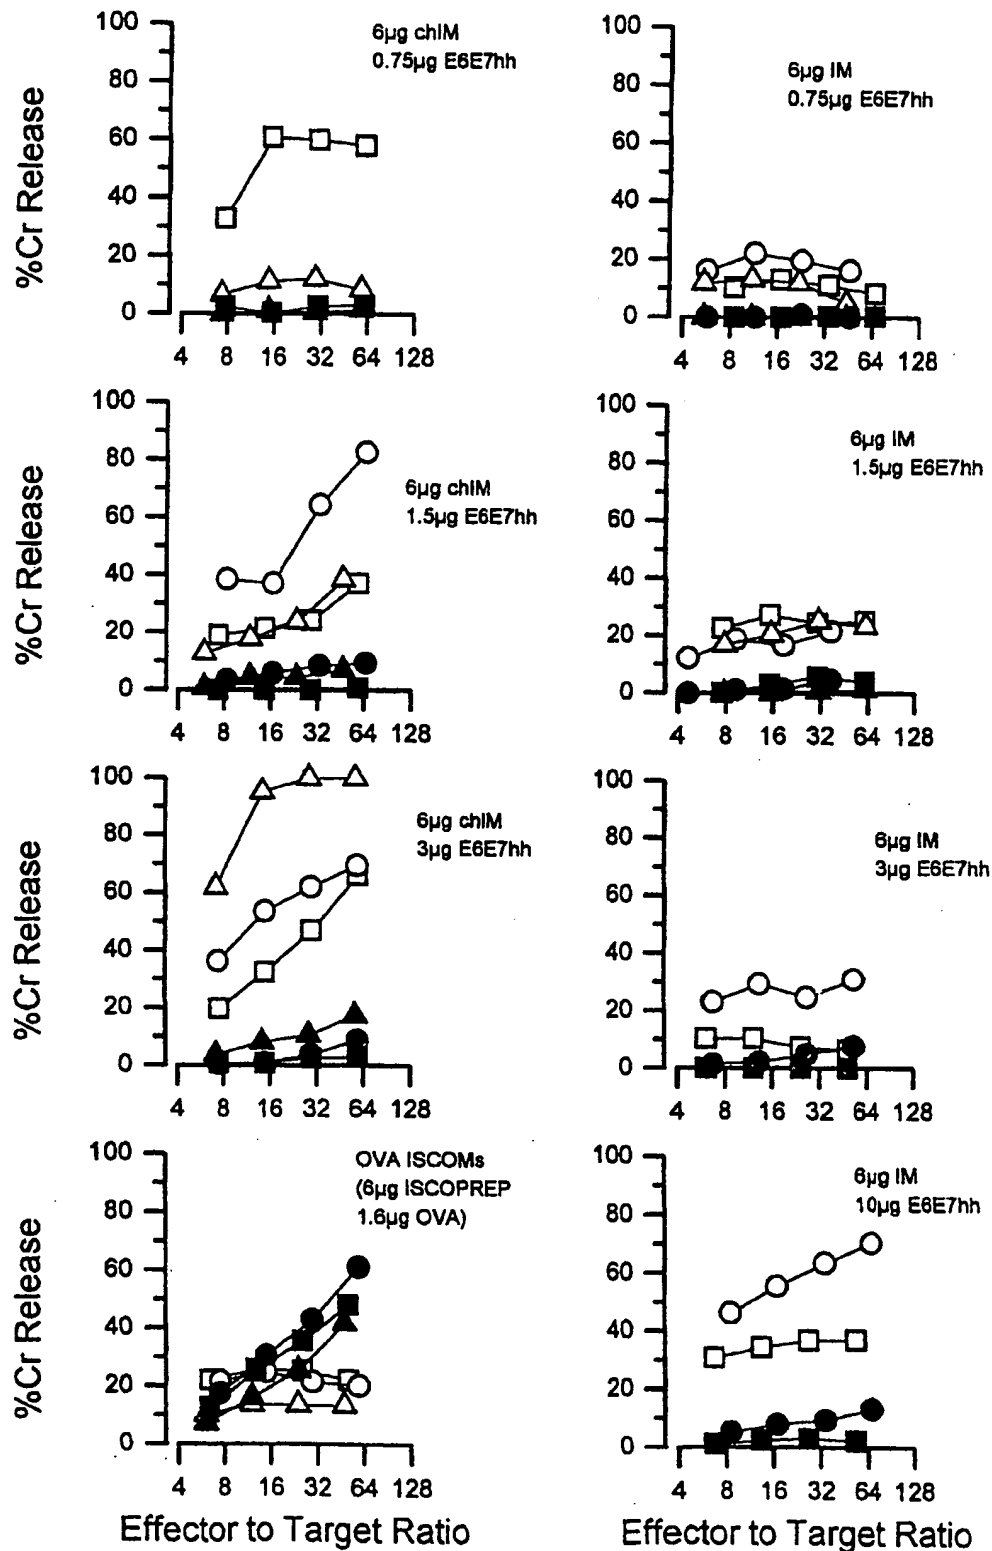 100
80
60
40
20
0
%Cr Release
6µg chIM
0.75µg E6E7hh
4 8 16 32 64 128
100
80
60
40
20
0
6µg IM
0.75µg E6E7hh
4 8 16 32 64 128
100
80
60
40
20
0
%Cr Release
6µg chIM
1.5µg E6E7hh
4 8 16 32 64 128
100
80
60
40
20
0
6µg IM
1.5µg E6E7hh
4 8 16 32 64 128
100
80
60
40
20
0
%Cr Release
6µg chIM
3µg E6E7hh
4 8 16 32 64 128
100
80
60
40
20
0
6µg IM
3µg E6E7hh
4 8 16 32 64 128
100
80
60
40
20
0
%Cr Release
OVA ISCOMs
(6µg ISCOPREP
1.6µg OVA)
4 8 16 32 64 128
Effector to Target Ratio
100
80
60
40
20
0
6µg IM
10µg E6E7hh
4 8 16 32 64 128
Effector to Target Ratio